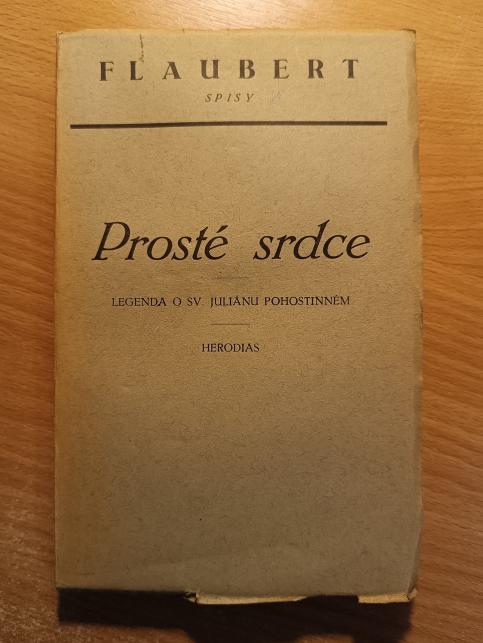 FLAUBERT
SPISY
Prosté srdce
LEGENDA O SV. JULIÁNU POHOSTINNÉM
HERODIAS